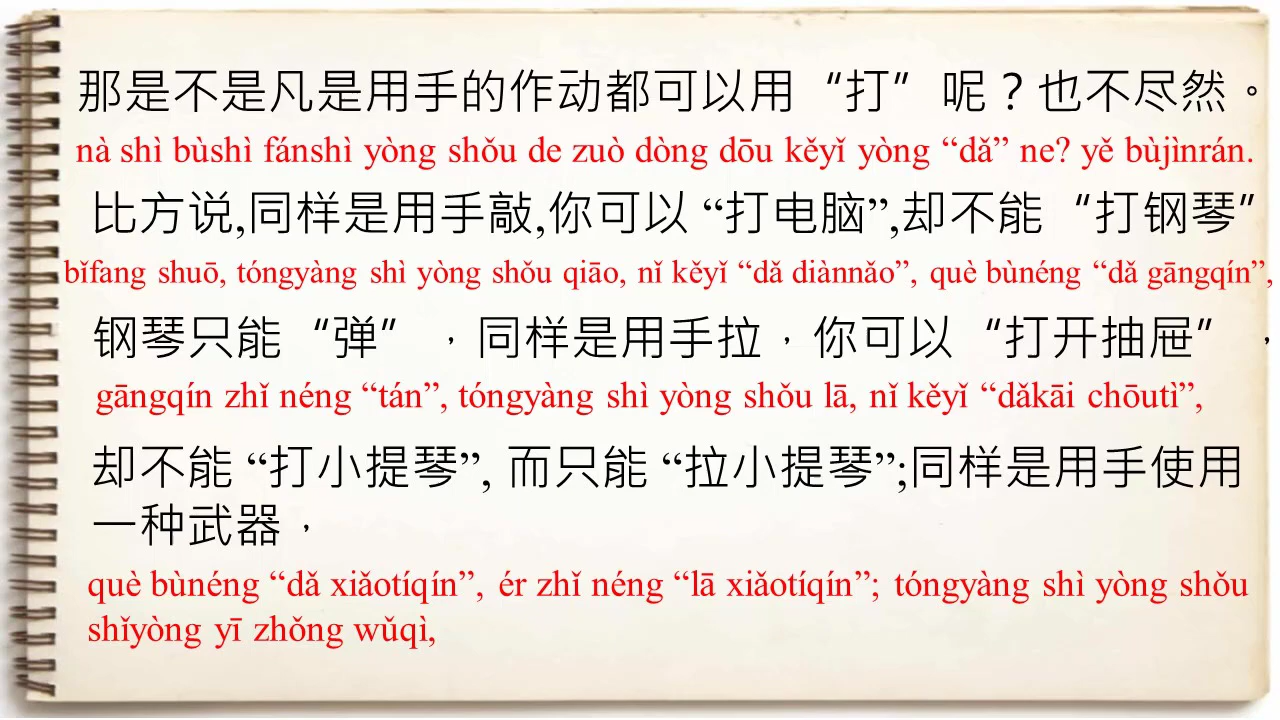 那是不是凡是用手的作动都可以用“打”呢？也不尽然。
nà shì bùshì fánshì yòng shǒu de zuò dòng dōu kěyǐ yòng “dǎ” ne? yě bùjìnrán.
比方说,同样是用手敲,你可以 “打电脑”,却不能“打钢琴”
bǐfang shuō, tóngyàng shì yòng shǒu qiāo, nǐ kěyǐ “dǎ diànnǎo”, què bùnéng “dǎ gāngqín”,
钢琴只能“弹”，同样是用手拉，你可以“打开抽屉”，
gāngqín zhǐ néng “tán”, tóngyàng shì yòng shǒu lā, nǐ kěyǐ “dǎkāi chōutì”,
却不能 “打小提琴”, 而只能 “拉小提琴”;同样是用手使用
一种武器，
què bùnéng “dǎ xiǎotíqín”, ér zhǐ néng “lā xiǎotíqín”; tóngyàng shì yòng shǒu
shǐyòng yī zhǒng wǔqì,